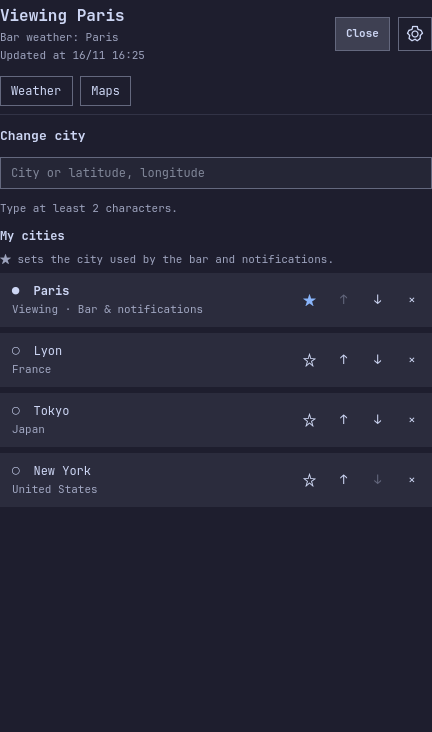 Viewing Paris
Bar weather: Paris
Updated at 16/11 16:25
Close
Weather
Maps
Change city
City or latitude, longitude
Type at least 2 characters.
My cities
★ sets the city used by the bar and notifications.
Paris
Viewing · Bar & notifications
★ ↑ ↓ ×
Lyon
France
☆ ↑ ↓ ×
Tokyo
Japan
☆ ↑ ↓ ×
New York
United States
☆ ↑ ↓ ×